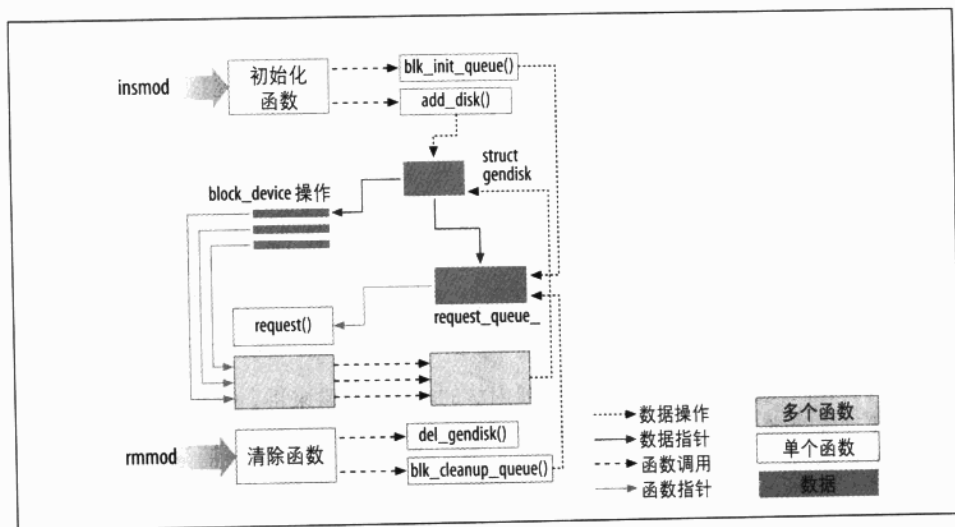 insmod
初始化
函数
blk_init_queue()
add_disk()
struct
gendisk
block_device 操作
request()
request_queue_
rmmod
清除函数
del_gendisk()
blk_cleanup_queue()
数据操作
数据指针
函数调用
函数指针
多个函数
单个函数
数据